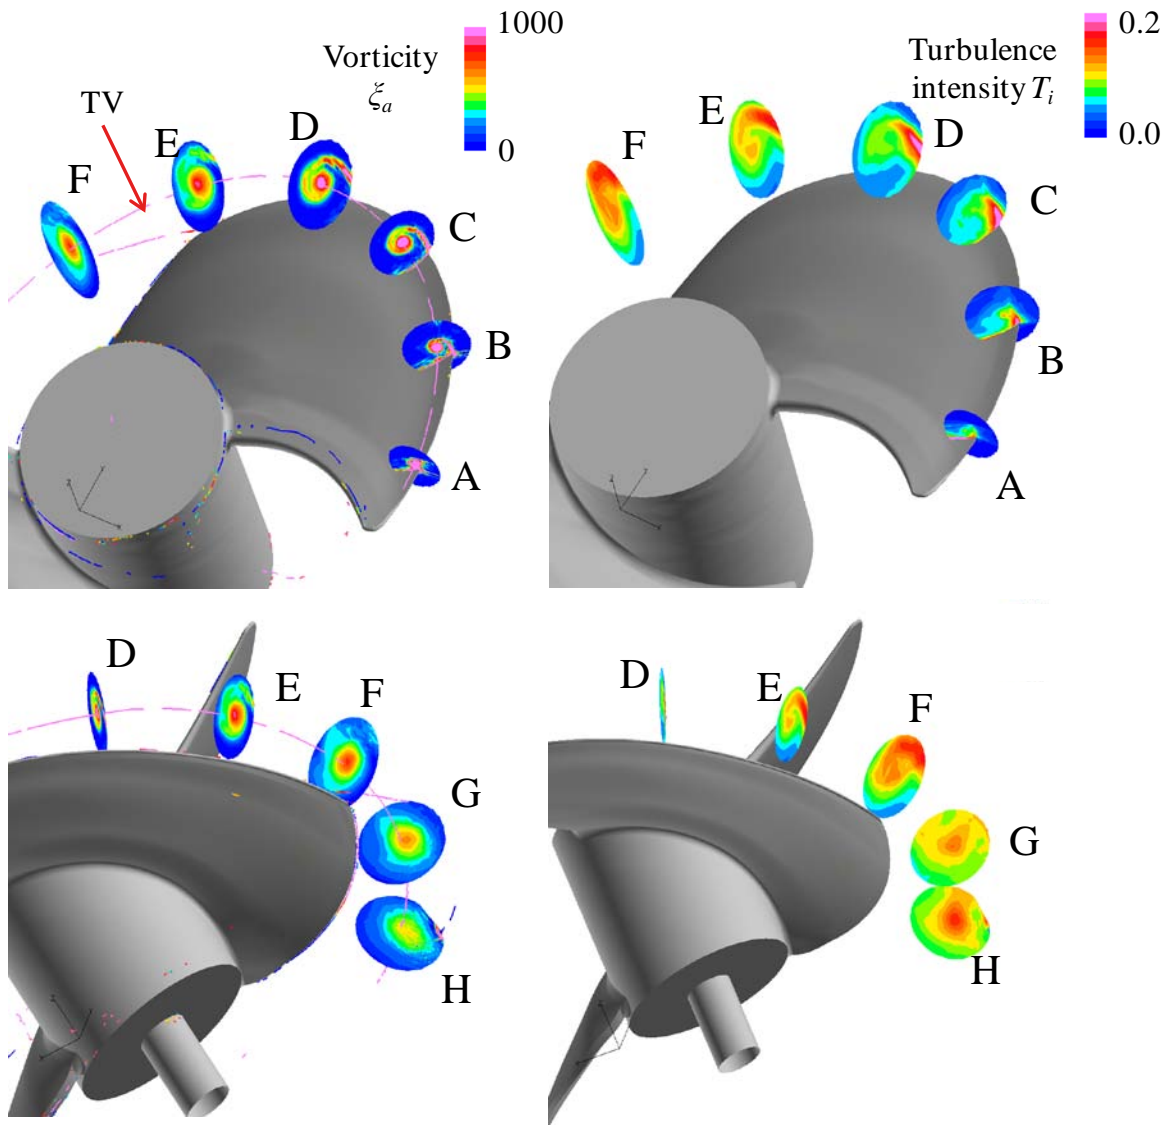 Vorticity
ξa
1000
0
TV
F
E
D
C
B
A
Turbulence
intensity Ti
0.2
0.0
F
E
D
C
B
A
D
E
F
G
H
D
E
F
G
H